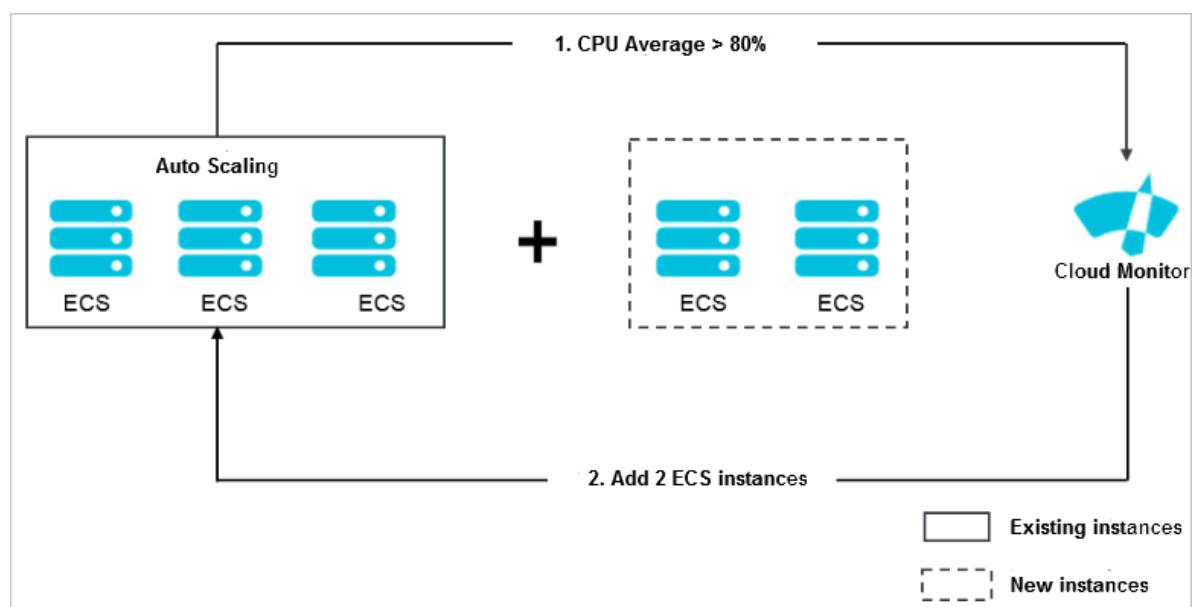 1. CPU Average > 80%
Auto Scaling
ECS
ECS
ECS
+
ECS
ECS
Cloud Monitor
2. Add 2 ECS instances
Existing instances
New instances